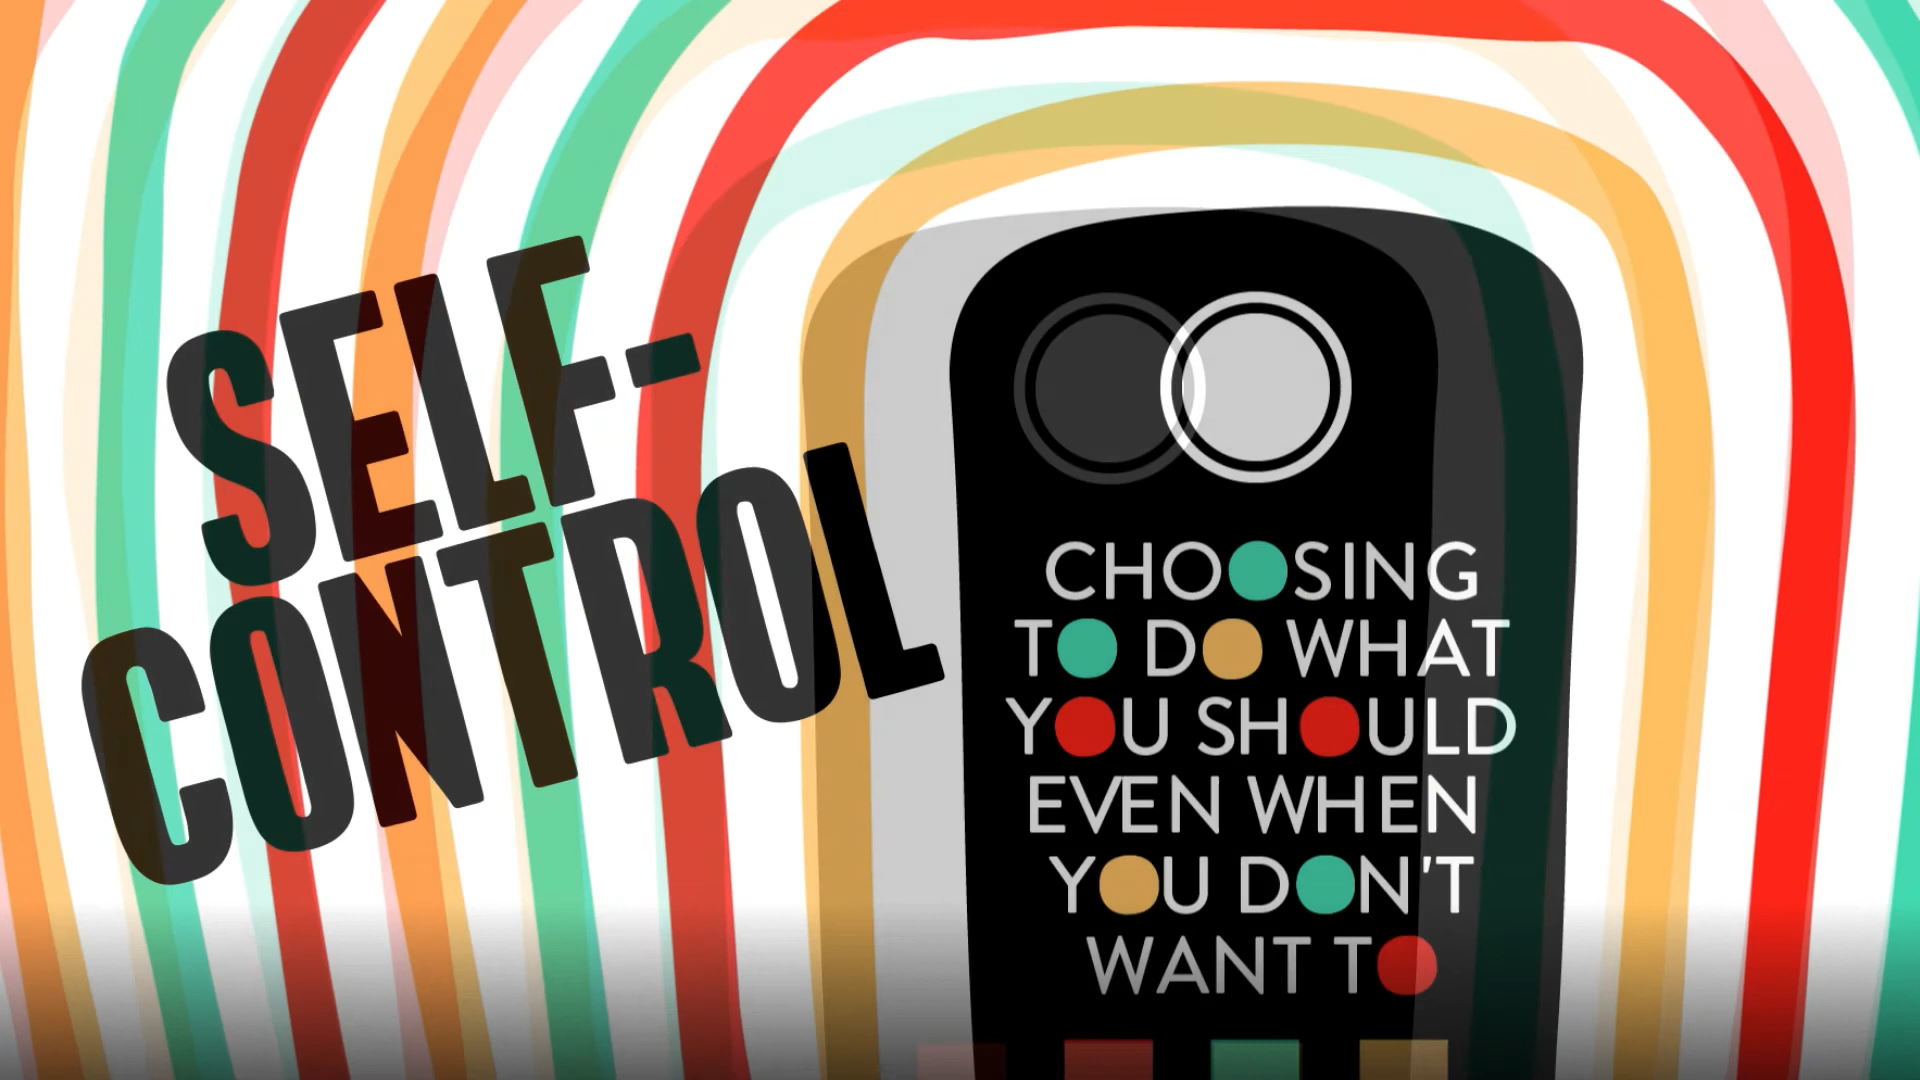 SELF-
CONTROL
CHOOSING
TO DO WHAT
YOU SHOULD
EVEN WHEN
YOU DON'T
WANT TO